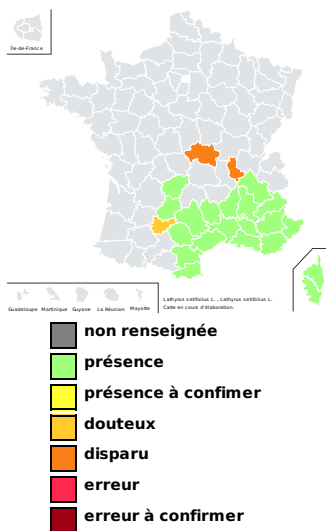 Île-de-France
Guadeloupe Martinique Guyane La Réunion Mayotte
Lathyrus setifolius L. , Lathyrus setifolius L.
Carte en cours d'élaboration.
non renseignée
présence
présence à confimer
douteux
disparu
erreur
erreur à confirmer